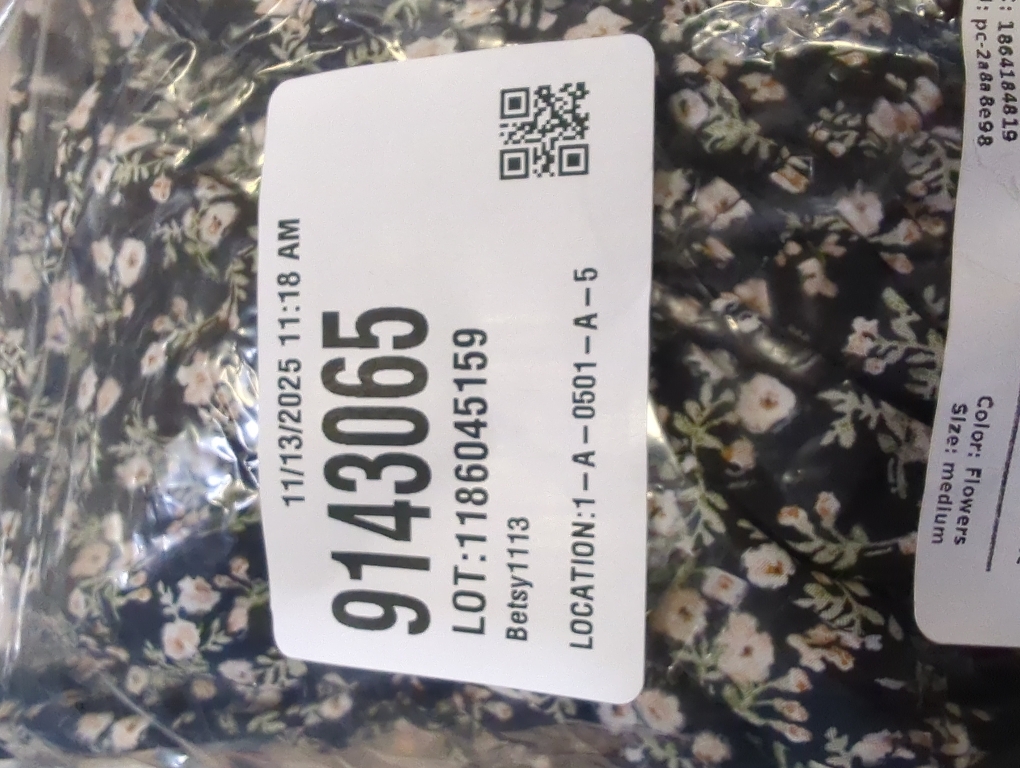 11/13/2025 11:18 AM
9143065
LOT:1186045159
Betsy1113
LOCATION:1-A-0501-A-5
: 1864184819
: pc-2a8a8e98
Color: Flowers
Size: medium